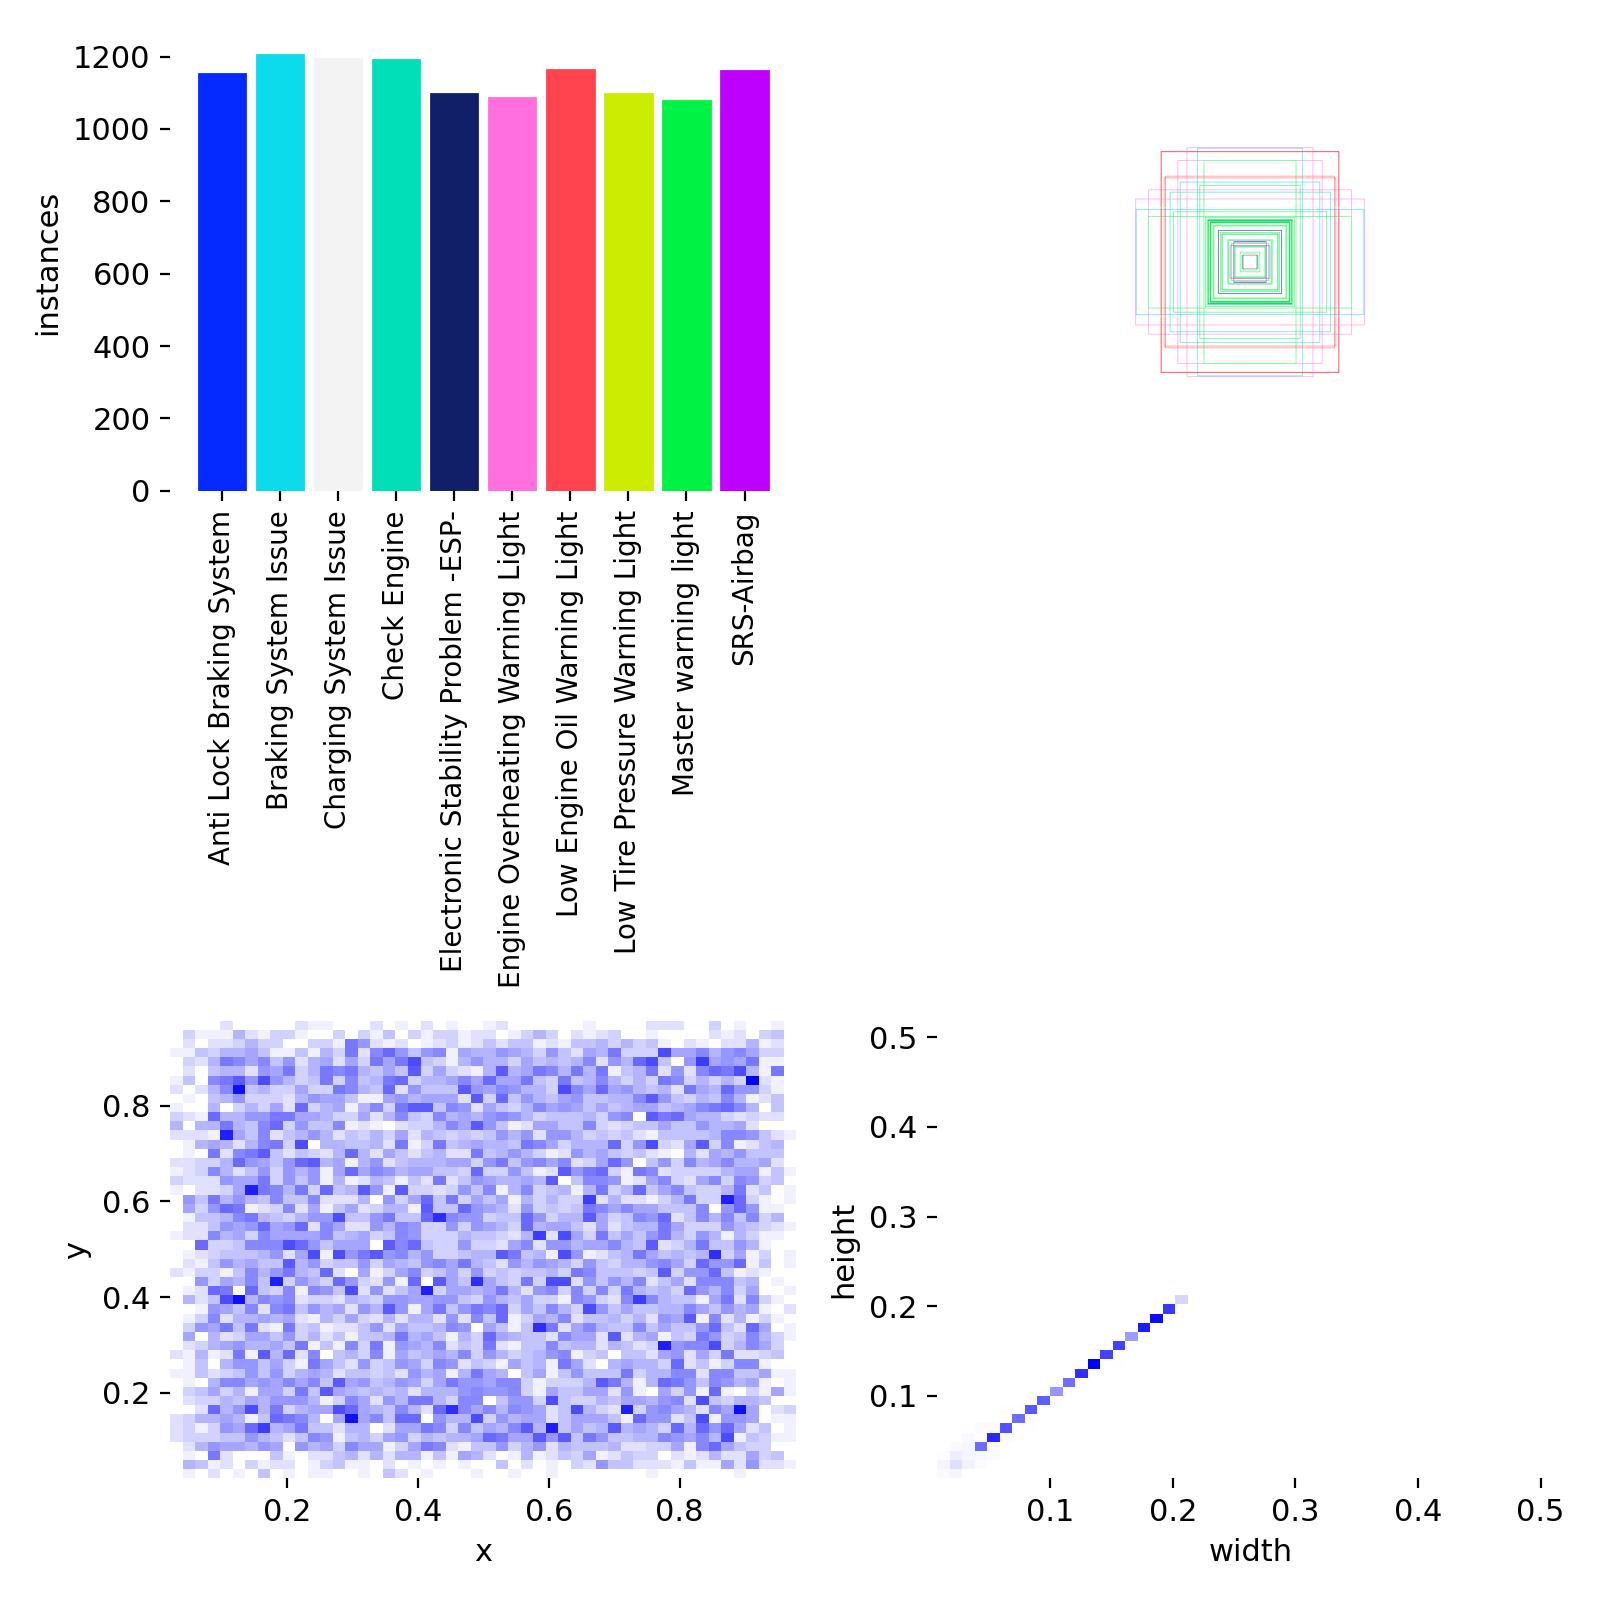 1200
1000
800
600
400
200
0
instances
Anti Lock Braking System
Braking System Issue
Charging System Issue
Check Engine
Electronic Stability Problem -ESP-
Engine Overheating Warning Light
Low Engine Oil Warning Light
Low Tire Pressure Warning Light
Master warning light
SRS-Airbag
0.8
0.6
0.4
0.2
y
0.2 0.4 0.6 0.8
x
0.5
0.4
0.3
0.2
0.1
height
0.1 0.2 0.3 0.4 0.5
width